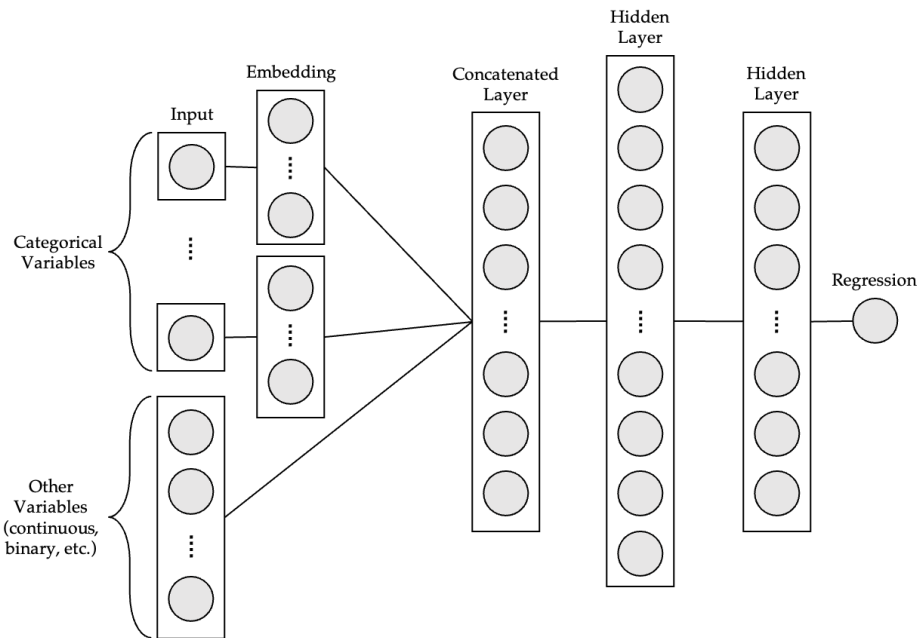 Input
Embedding
Concatenated
Layer
Hidden
Layer
Hidden
Layer
Categorical
Variables
Regression
Other
Variables
(continuous,
binary, etc.)